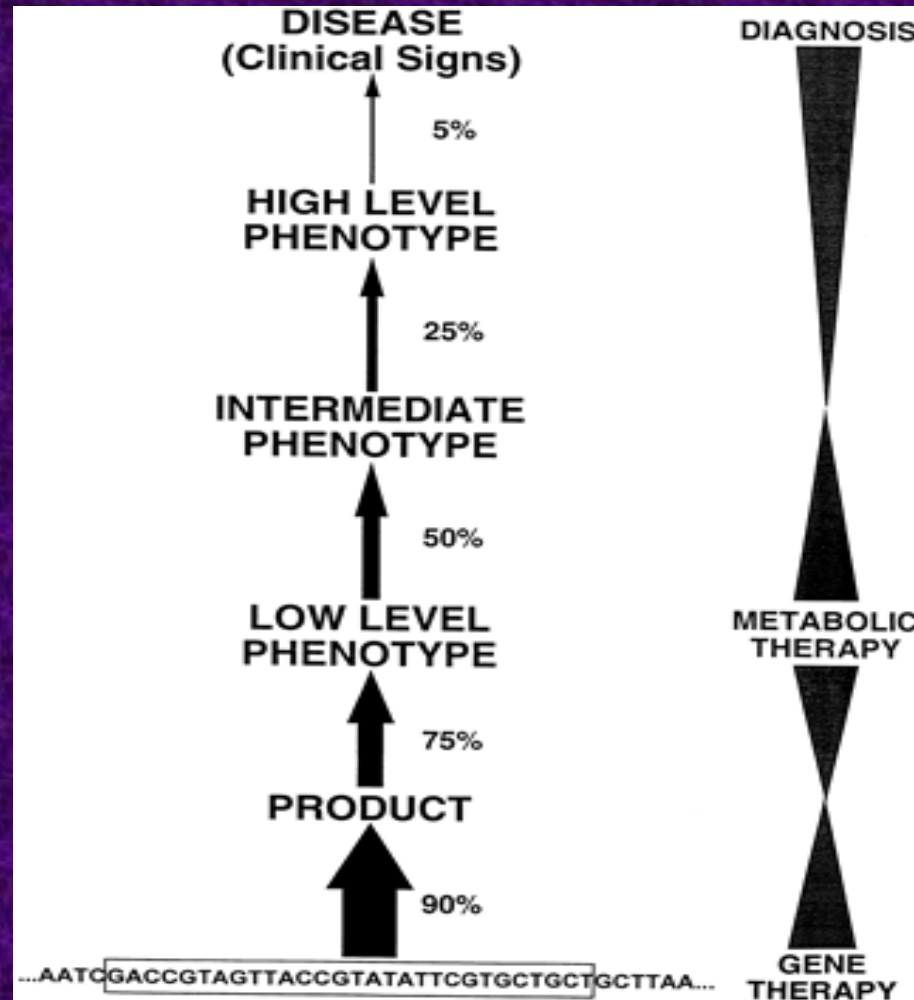 DISEASE
(Clinical Signs)
5%
HIGH LEVEL
PHENOTYPE
25%
INTERMEDIATE
PHENOTYPE
50%
LOW LEVEL
PHENOTYPE
75%
PRODUCT
90%
...AATCGACCGTAGTTACCGTATATTCGTGCTGCTGCTTAA...
DIAGNOSIS
METABOLIC
THERAPY
GENE
THERAPY